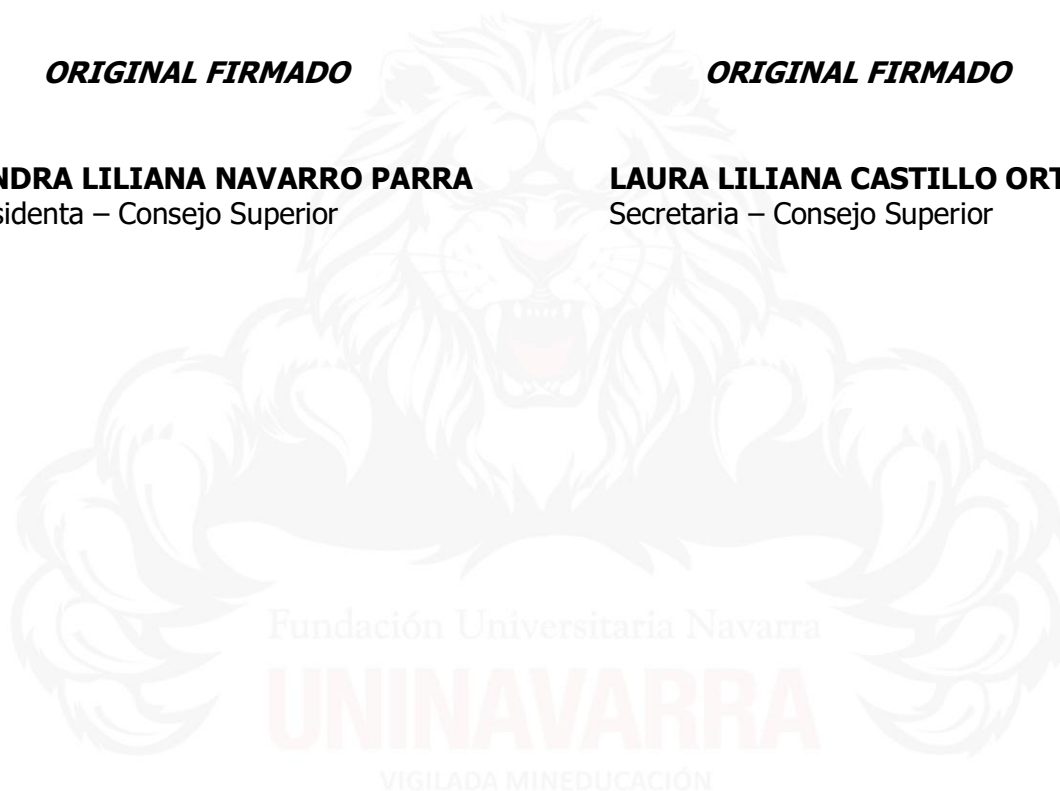 ORIGINAL FIRMADO
ORIGINAL FIRMADO
NDRA LILIANA NAVARRO PARRA
LAURA LILIANA CASTILLO ORT
sidenta – Consejo Superior
Secretaria – Consejo Superior
Fundación Universitaria Navarra
UNINAVARRA
VIGILADA MINEDUCACIÓN